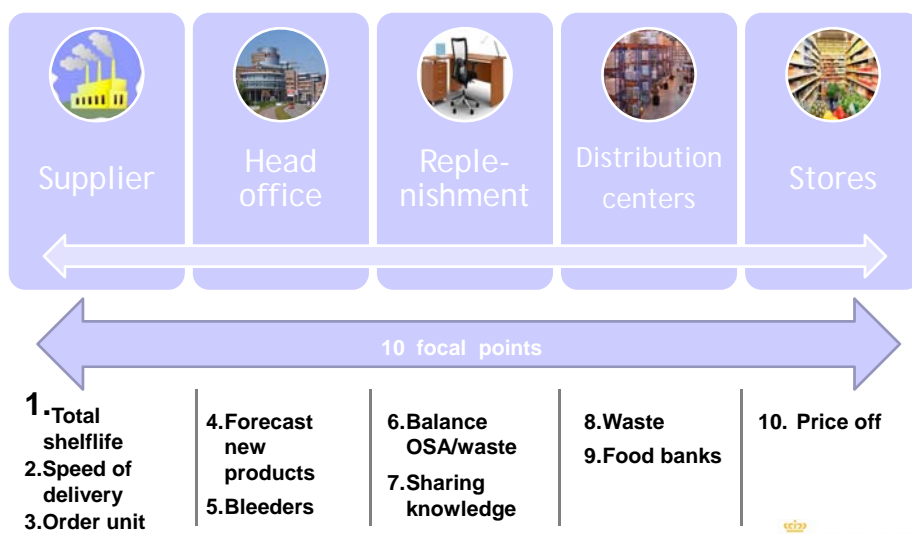 Supplier
Head
office
Reple-
nishment
Distribution
centers
Stores
10 focal points
1.Total
shelflife
2.Speed of
delivery
3.Order unit
4.Forecast
new
products
5.Bleeders
6.Balance
OSA/waste
7.Sharing
knowledge
8.Waste
9.Food banks
10. Price off